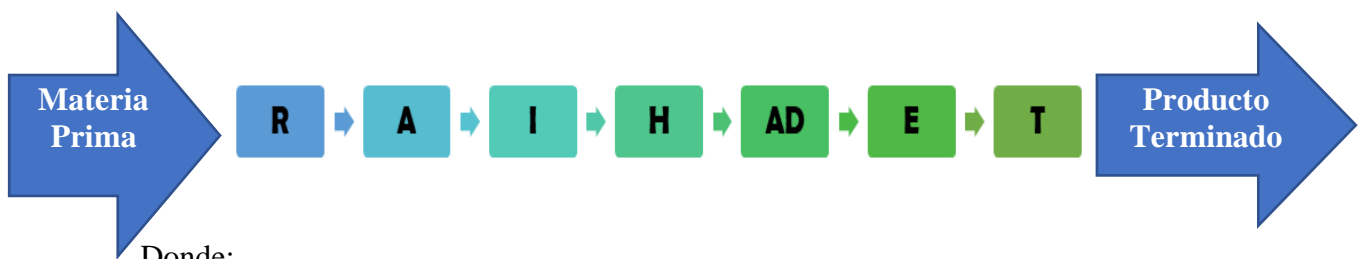 Materia
Prima
R
A
I
H
AD
E
T
Producto
Terminado
Donde: